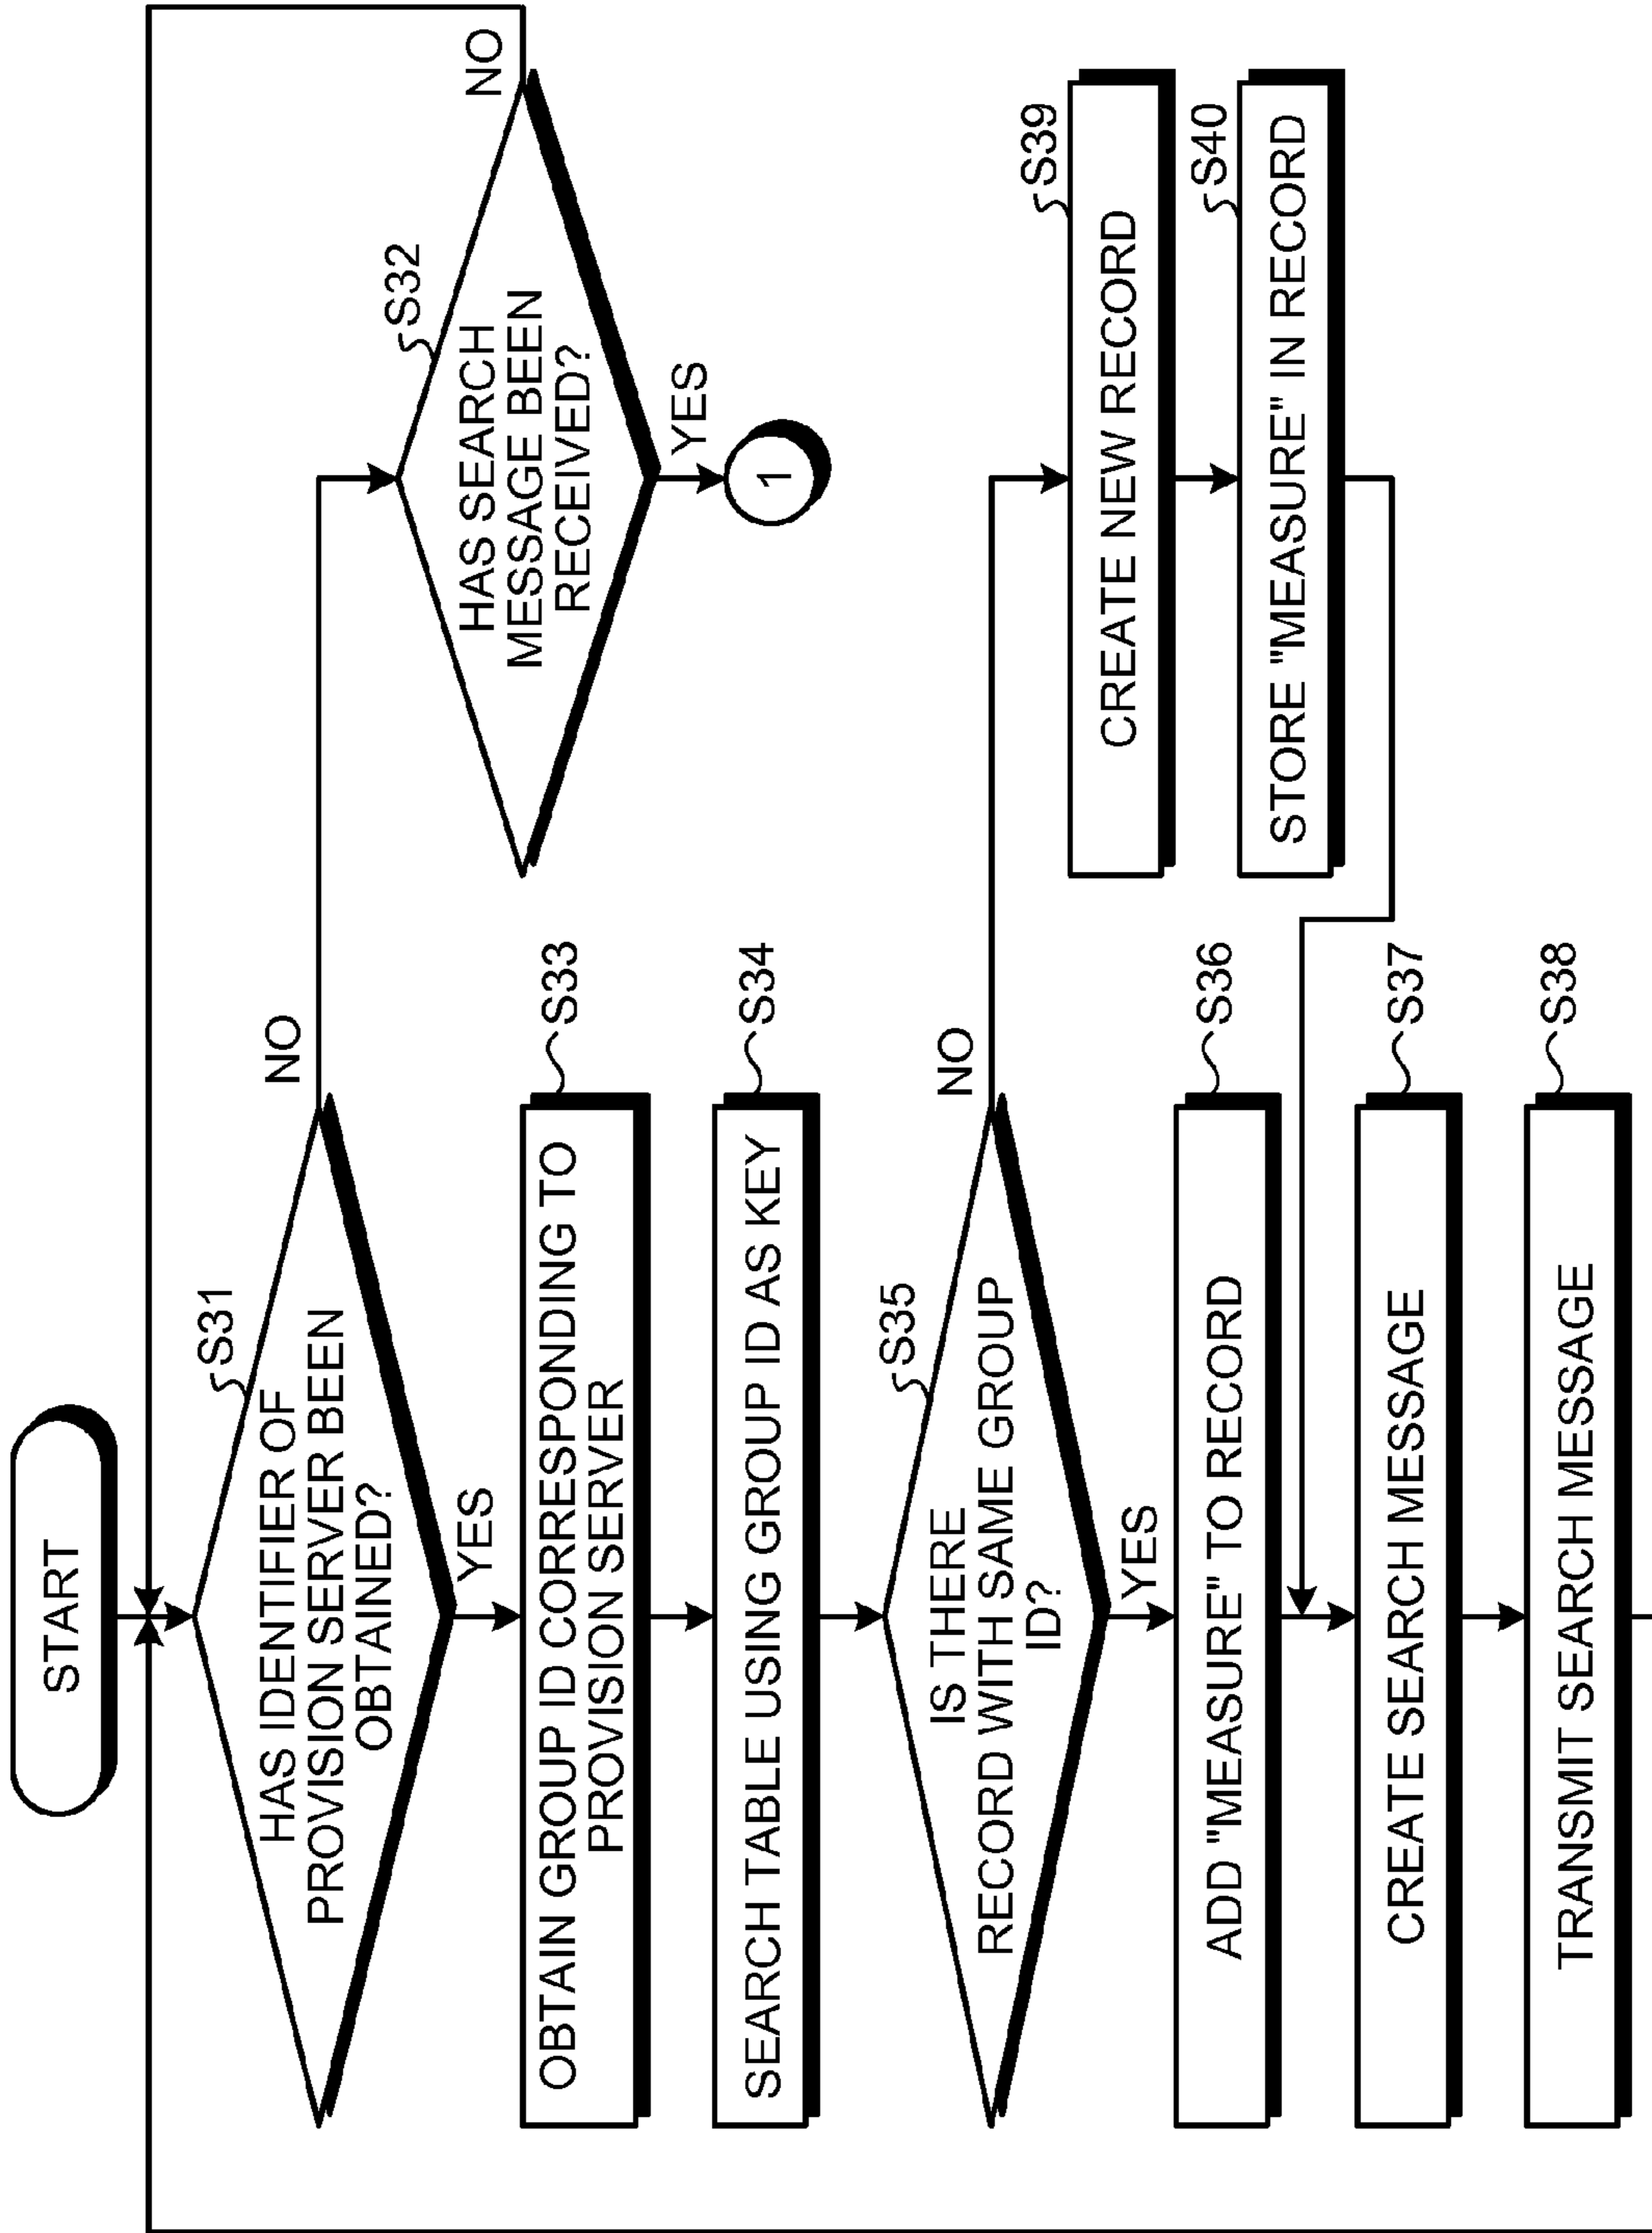 START
S31
HAS IDENTIFIER OF
PROVISION SERVER BEEN
OBTAINED?
NO
YES
S32
HAS SEARCH
MESSAGE BEEN
RECEIVED?
NO
YES
1
S33
OBTAIN GROUP ID CORRESPONDING TO
PROVISION SERVER
S34
SEARCH TABLE USING GROUP ID AS KEY
S35
IS THERE
RECORD WITH SAME GROUP
ID?
NO
YES
S39
CREATE NEW RECORD
S40
STORE "MEASURE" IN RECORD
S36
ADD "MEASURE" TO RECORD
S37
CREATE SEARCH MESSAGE
S38
TRANSMIT SEARCH MESSAGE